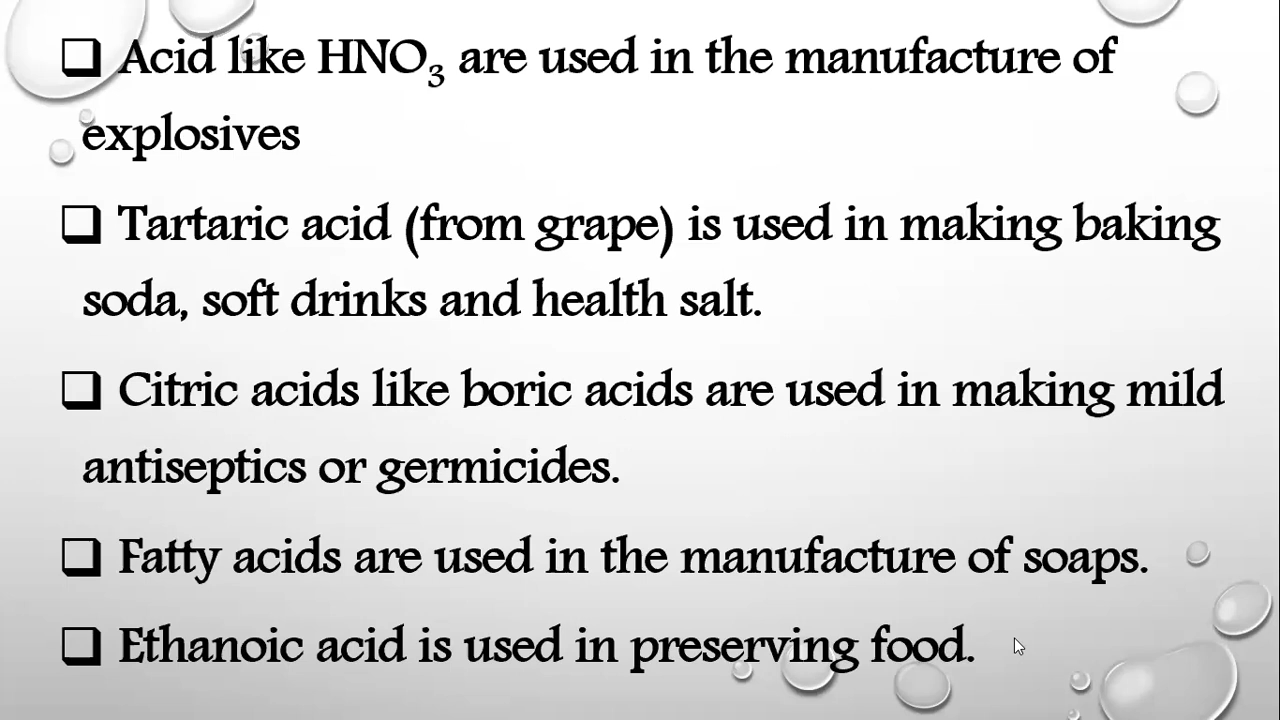 ❑ Acid like HNO₃ are used in the manufacture of
explosives
❑ Tartaric acid (from grape) is used in making baking
soda, soft drinks and health salt.
❑ Citric acids like boric acids are used in making mild
antiseptics or germicides.
❑ Fatty acids are used in the manufacture of soaps.
❑ Ethanoic acid is used in preserving food.